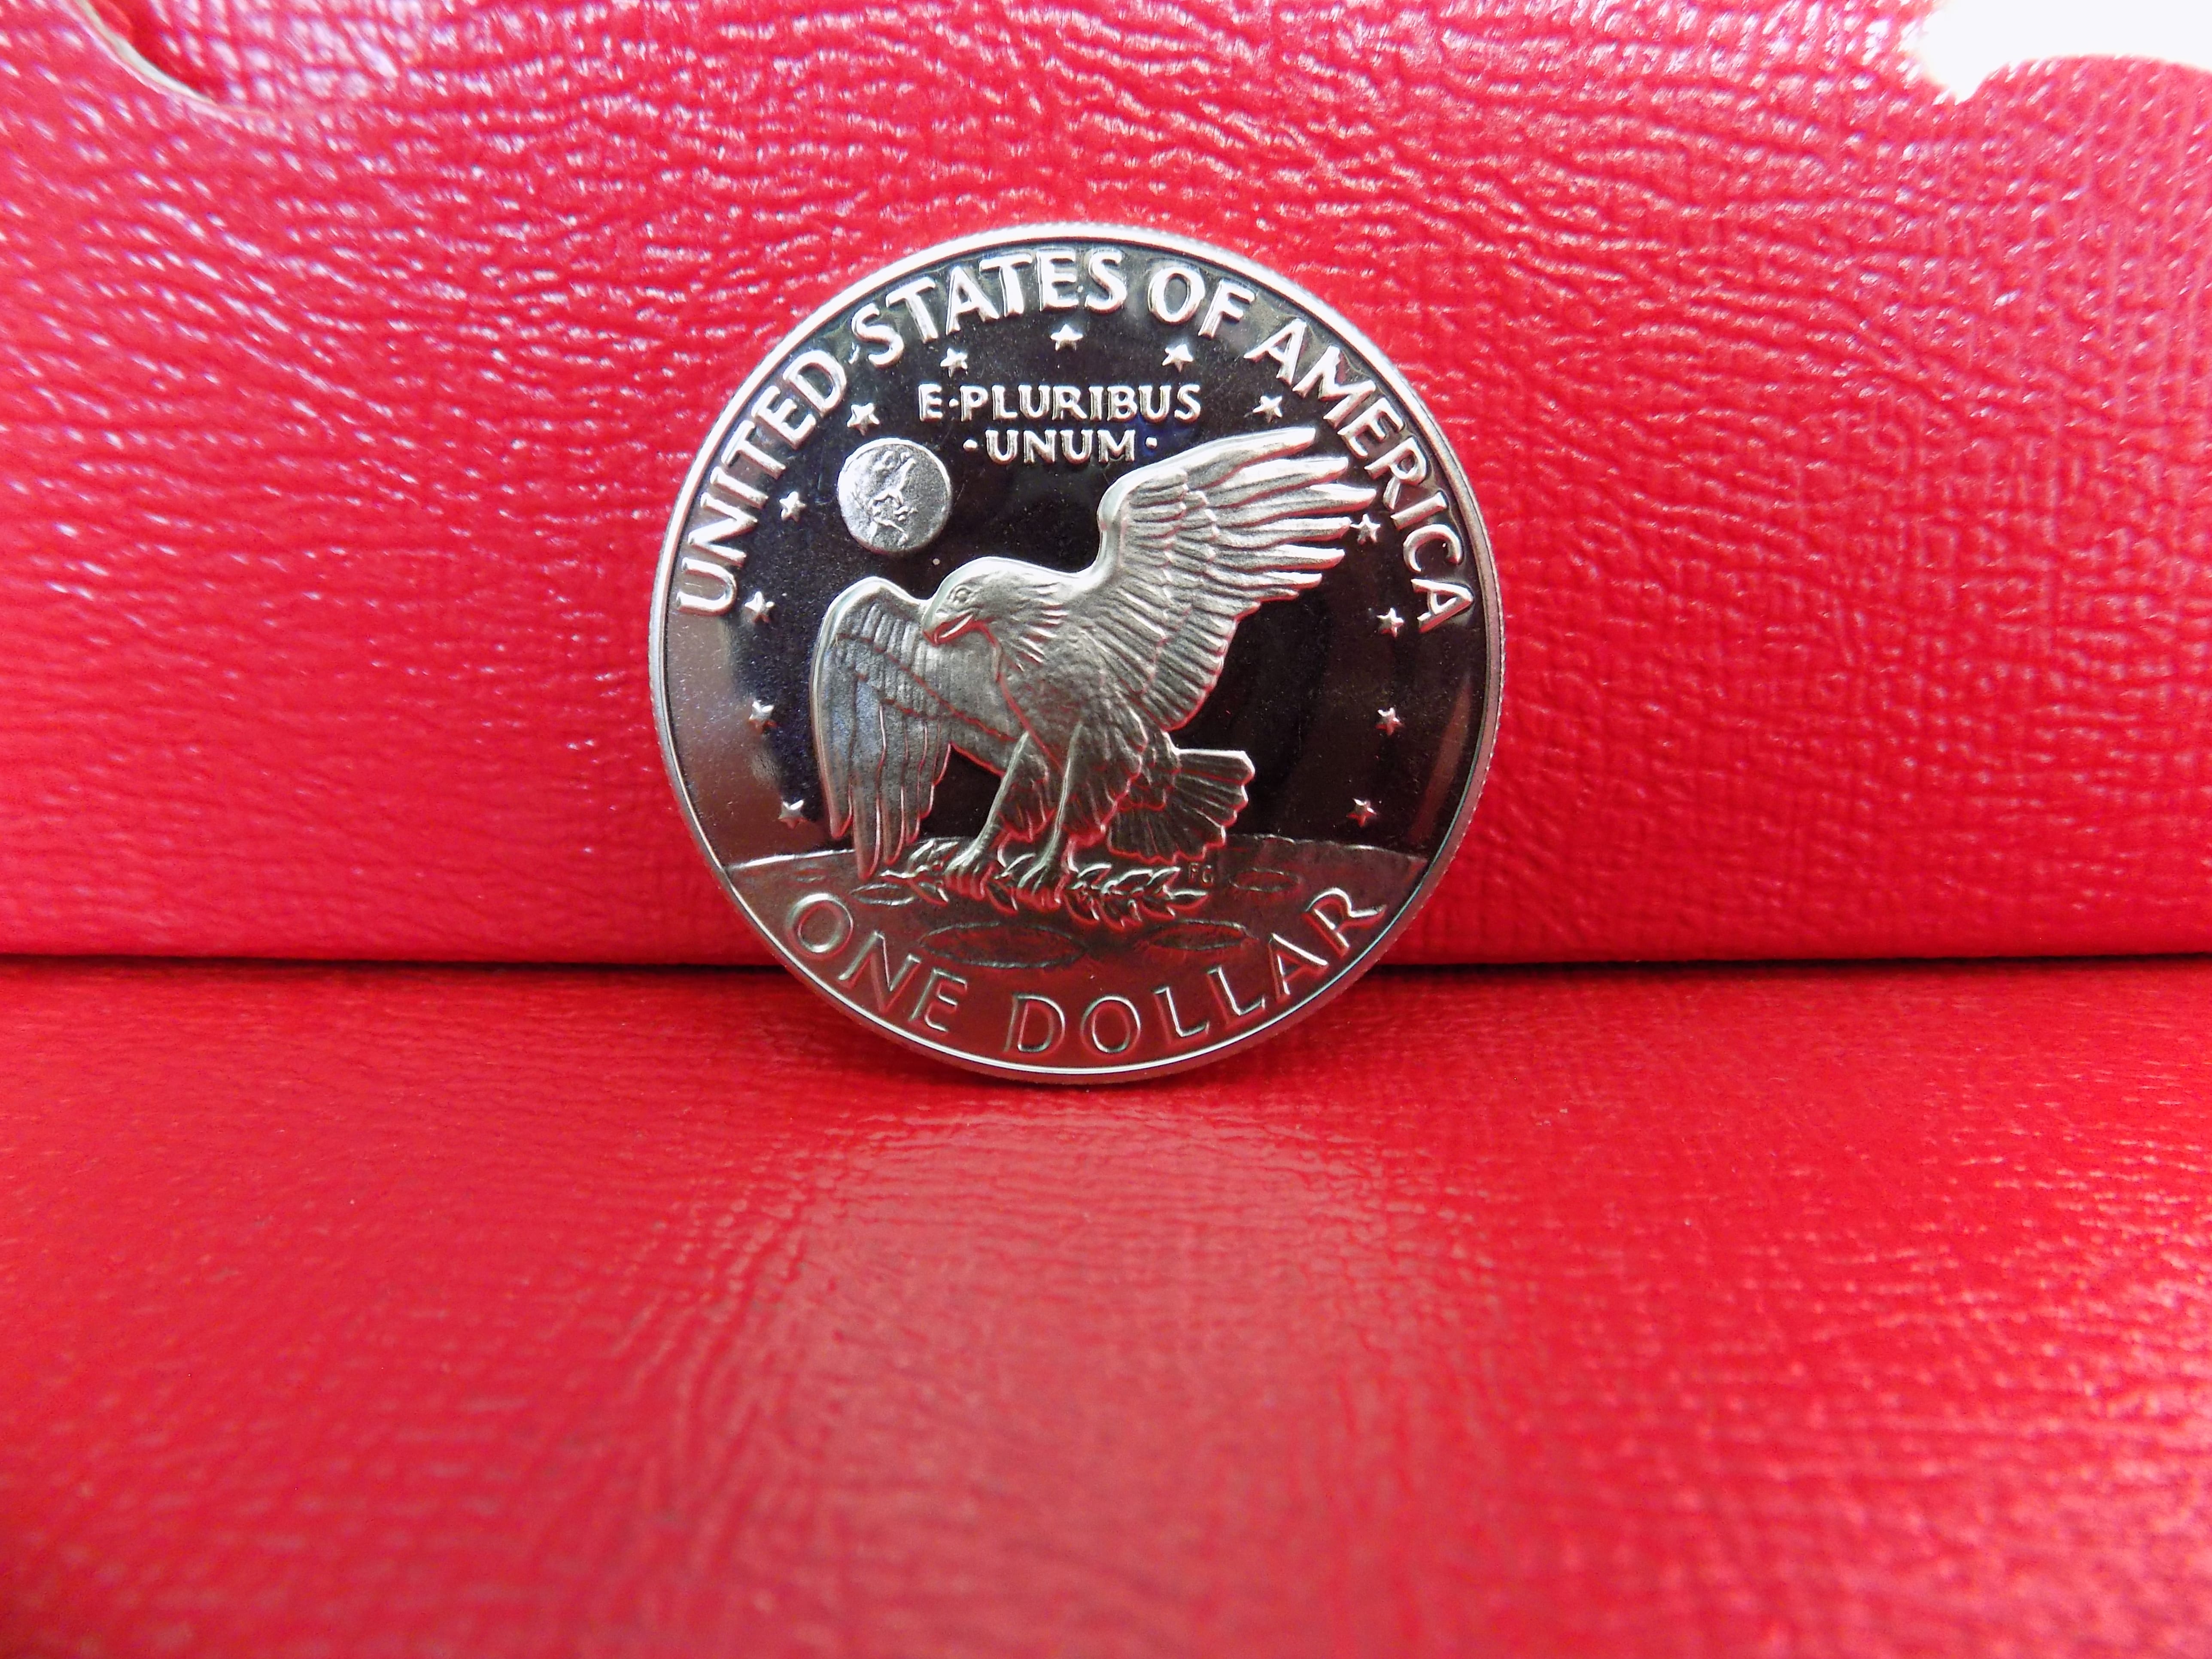 UNITED STATES OF AMERICA
E·PLURIBUS
·UNUM·
FG
ONE DOLLAR